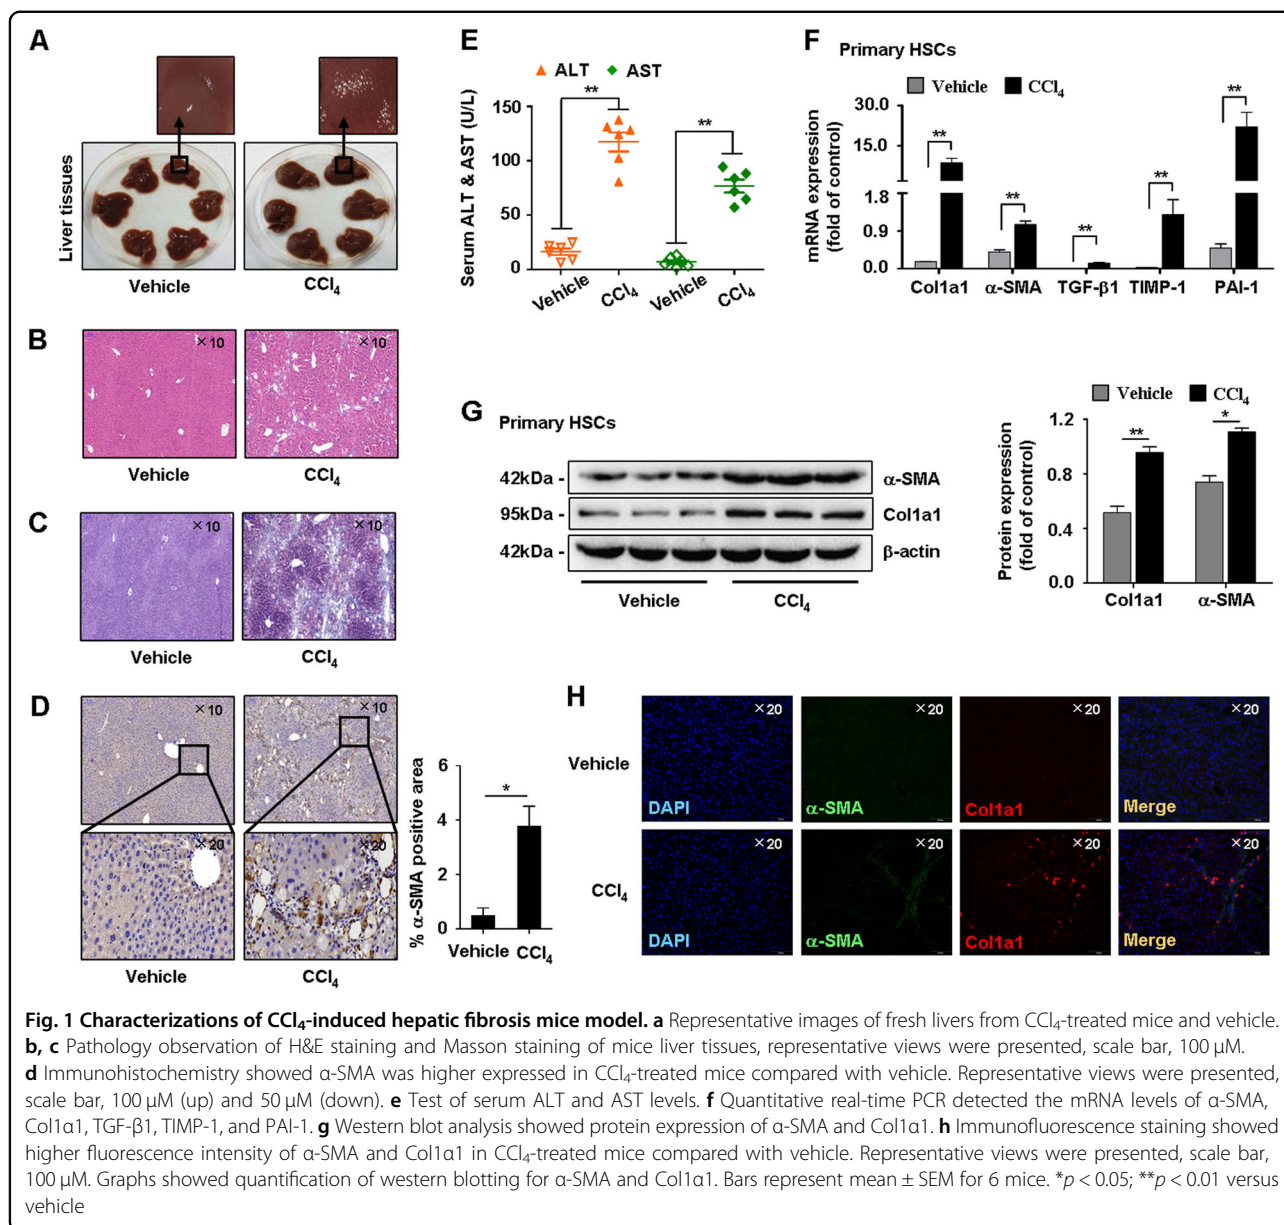 A
Liver tissues
Vehicle
CCl₄
B
×10
×10
Vehicle
CCl₄
C
×10
×10
Vehicle
CCl₄
D
×10
×10
×20
×20
Vehicle
CCl₄
% α-SMA positive area
6
4
2
0
*
Vehicle
CCl₄
E
ALT
AST
Serum ALT & AST (U/L)
150
100
50
0
**
**
Vehicle
CCl₄
Vehicle
CCl₄
F
Primary HSCs
Vehicle
CCl₄
mRNA expression
(fold of control)
30.0
15.0
1.8
0.9
0.0
**
**
**
**
**
Col1a1
α-SMA
TGF-β1
TIMP-1
PAI-1
G
Primary HSCs
42kDa -
α-SMA
95kDa -
Col1a1
42kDa -
β-actin
Vehicle
CCl₄
Vehicle
CCl₄
Protein expression
(fold of control)
1.2
0.8
0.4
0.0
**
*
Col1a1
α-SMA
H
Vehicle
×20
×20
×20
×20
DAPI
α-SMA
Col1a1
Merge
CCl₄
×20
×20
×20
×20
DAPI
α-SMA
Col1a1
Merge
Fig. 1 Characterizations of CCl₄-induced hepatic fibrosis mice model. a Representative images of fresh livers from CCl₄-treated mice and vehicle.
b, c Pathology observation of H&E staining and Masson staining of mice liver tissues, representative views were presented, scale bar, 100 μM.
d Immunohistochemistry showed α-SMA was higher expressed in CCl₄-treated mice compared with vehicle. Representative views were presented,
scale bar, 100 μM (up) and 50 μM (down). e Test of serum ALT and AST levels. f Quantitative real-time PCR detected the mRNA levels of α-SMA,
Col1α1, TGF-β1, TIMP-1, and PAI-1. g Western blot analysis showed protein expression of α-SMA and Col1α1. h Immunofluorescence staining showed
higher fluorescence intensity of α-SMA and Col1α1 in CCl₄-treated mice compared with vehicle. Representative views were presented, scale bar,
100 μM. Graphs showed quantification of western blotting for α-SMA and Col1α1. Bars represent mean ± SEM for 6 mice. *p < 0.05; **p < 0.01 versus
vehicle